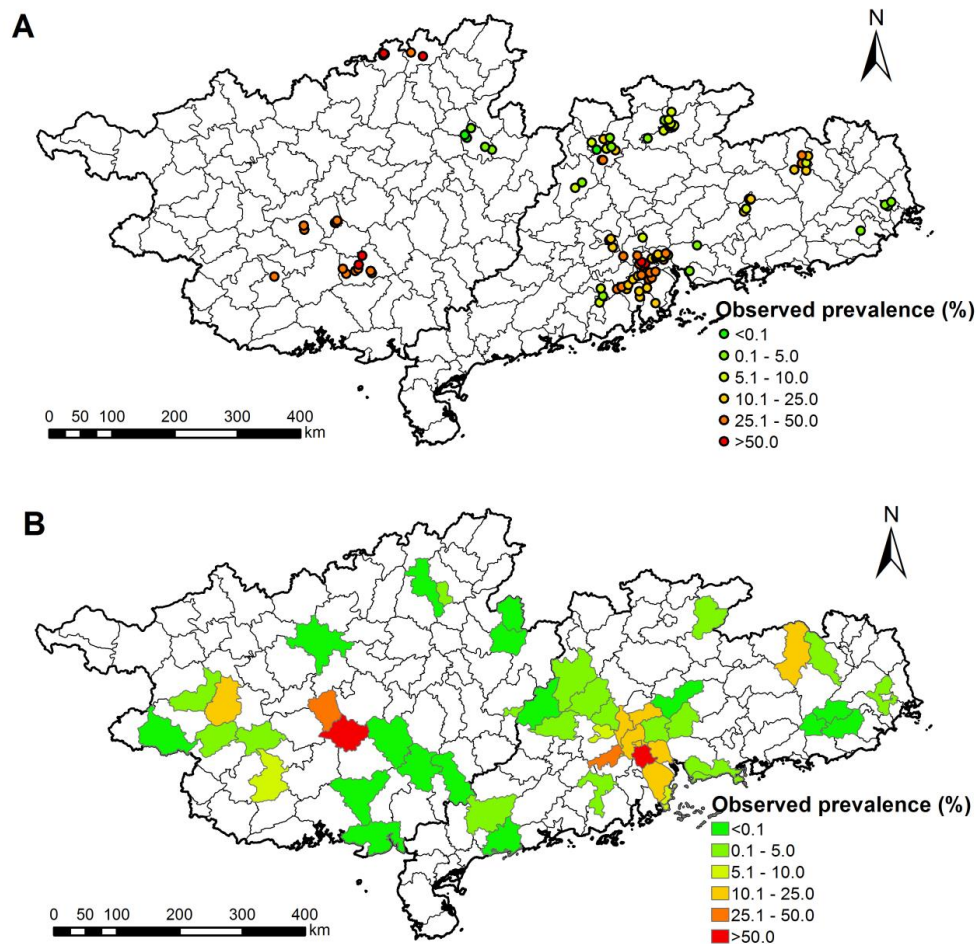 A
N
Observed prevalence (%)
<0.1
0.1 - 5.0
5.1 - 10.0
10.1 - 25.0
25.1 - 50.0
>50.0
0 50 100 200 300 400
km
B
N
Observed prevalence (%)
<0.1
0.1 - 5.0
5.1 - 10.0
10.1 - 25.0
25.1 - 50.0
>50.0
0 50 100 200 300 400
km